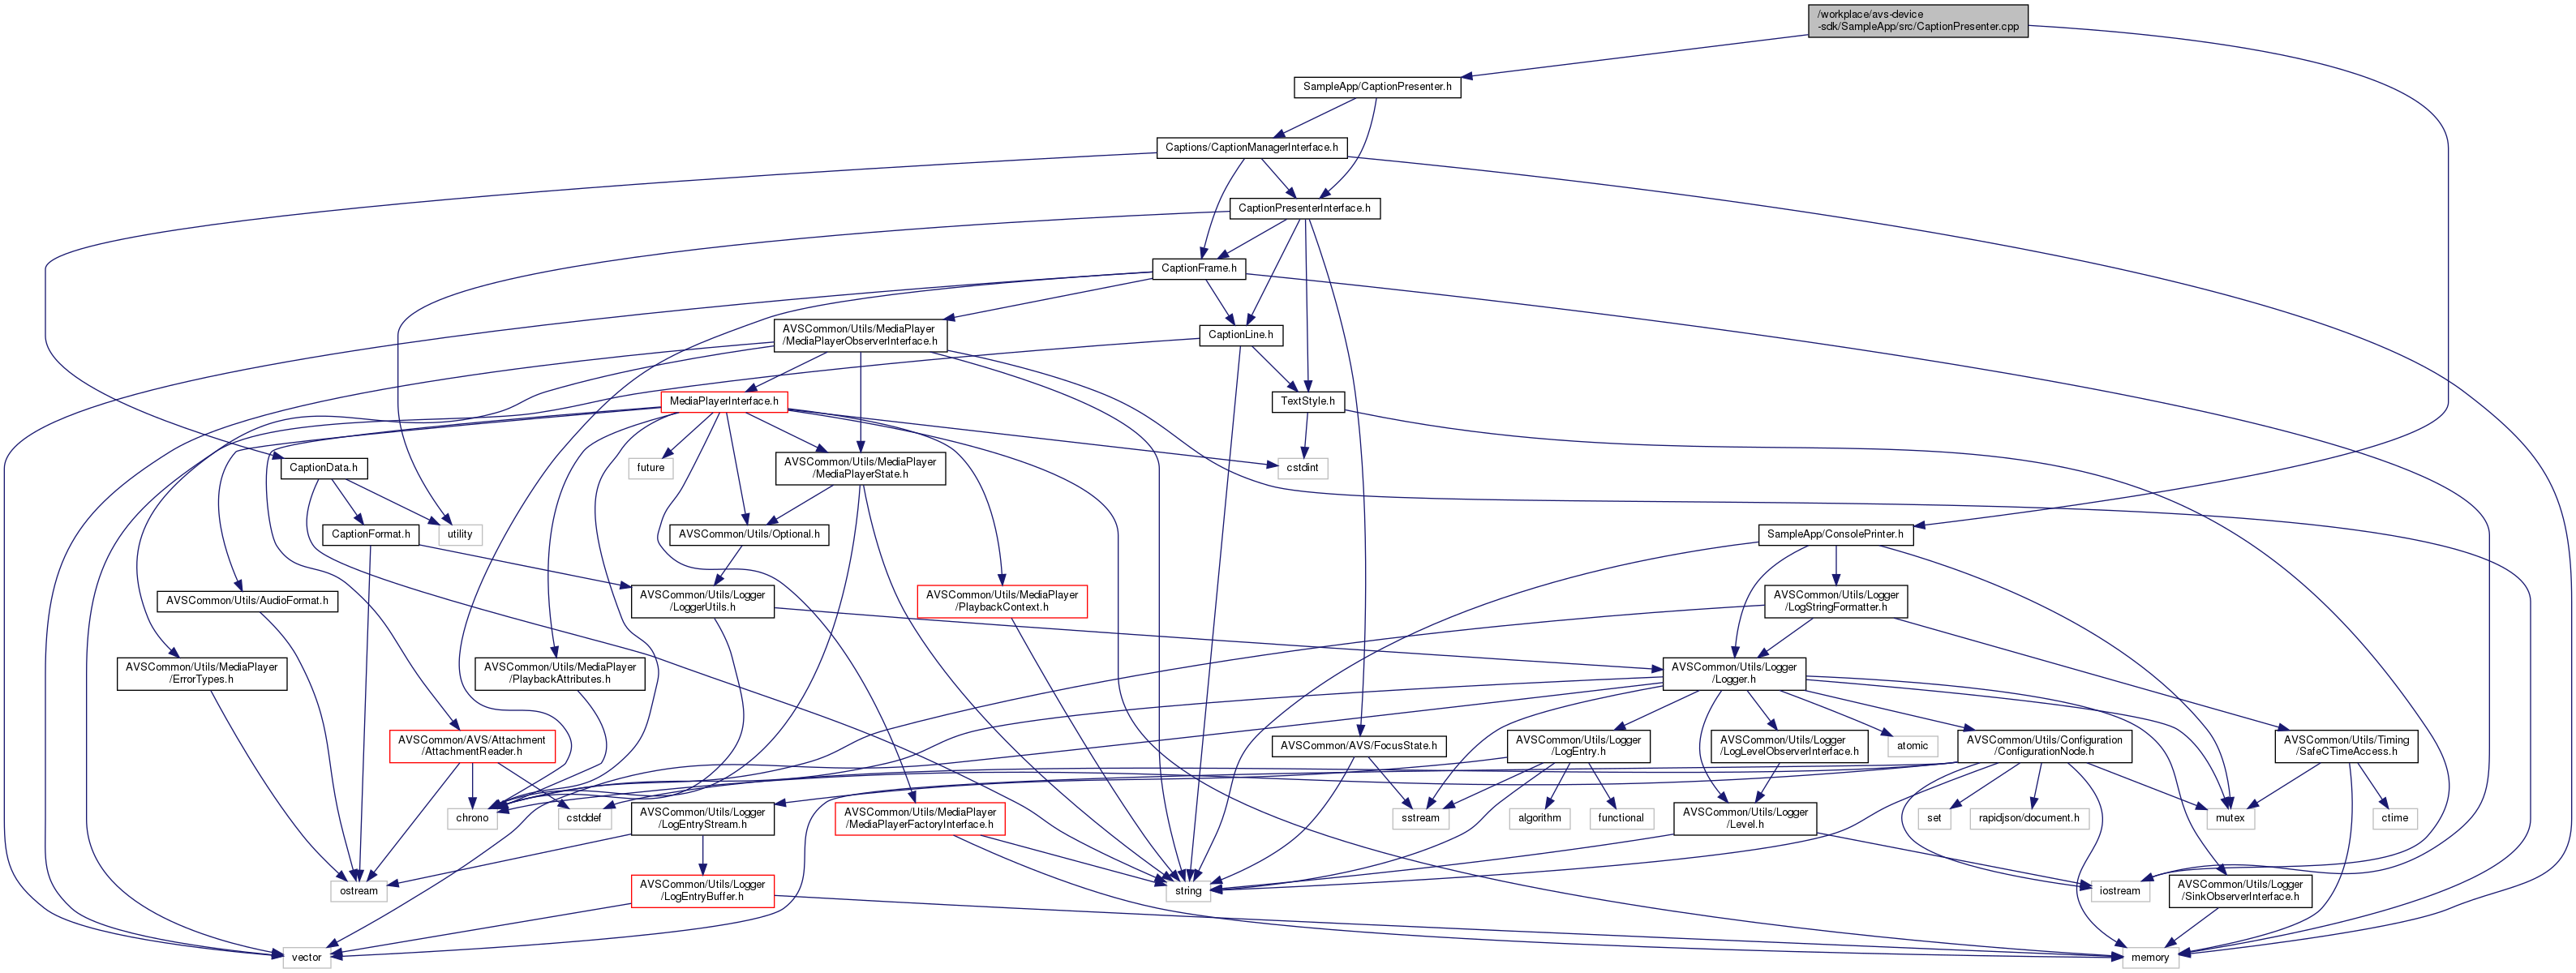 /workplace/avs-device
-sdk/SampleApp/src/CaptionPresenter.cpp
SampleApp/CaptionPresenter.h
Captions/CaptionManagerInterface.h
CaptionPresenterInterface.h
CaptionFrame.h
AVSCommon/Utils/MediaPlayer
/MediaPlayerObserverInterface.h
CaptionLine.h
MediaPlayerInterface.h
TextStyle.h
CaptionData.h
future
AVSCommon/Utils/MediaPlayer
/MediaPlayerState.h
cstdint
CaptionFormat.h
utility
AVSCommon/Utils/Optional.h
SampleApp/ConsolePrinter.h
AVSCommon/Utils/AudioFormat.h
AVSCommon/Utils/Logger
/LoggerUtils.h
AVSCommon/Utils/MediaPlayer
/PlaybackContext.h
AVSCommon/Utils/Logger
/LogStringFormatter.h
AVSCommon/Utils/MediaPlayer
/ErrorTypes.h
AVSCommon/Utils/MediaPlayer
/PlaybackAttributes.h
AVSCommon/Utils/Logger
/Logger.h
AVSCommon/AVS/Attachment
/AttachmentReader.h
AVSCommon/AVS/FocusState.h
AVSCommon/Utils/Logger
/LogEntry.h
AVSCommon/Utils/Logger
/LogLevelObserverInterface.h
atomic
AVSCommon/Utils/Configuration
/ConfigurationNode.h
AVSCommon/Utils/Timing
/SafeCTimeAccess.h
chrono
cstddef
AVSCommon/Utils/Logger
/LogEntryStream.h
AVSCommon/Utils/MediaPlayer
/MediaPlayerFactoryInterface.h
sstream
algorithm
functional
AVSCommon/Utils/Logger
/Level.h
set
rapidjson/document.h
mutex
ctime
ostream
AVSCommon/Utils/Logger
/LogEntryBuffer.h
string
iostream
AVSCommon/Utils/Logger
/SinkObserverInterface.h
vector
memory